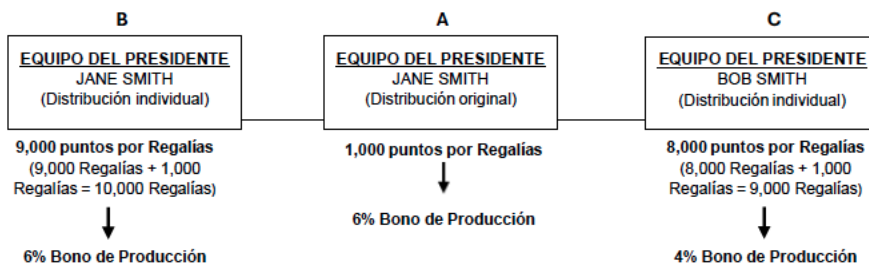 B
EQUIPO DEL PRESIDENTE
JANE SMITH
(Distribución individual)
9,000 puntos por Regalías
(9,000 Regalías + 1,000
Regalías = 10,000 Regalías)
6% Bono de Producción
A
EQUIPO DEL PRESIDENTE
JANE SMITH
(Distribución original)
1,000 puntos por Regalías
6% Bono de Producción
C
EQUIPO DEL PRESIDENTE
BOB SMITH
(Distribución individual)
8,000 puntos por Regalías
(8,000 Regalías + 1,000
Regalías = 9,000 Regalías)
4% Bono de Producción